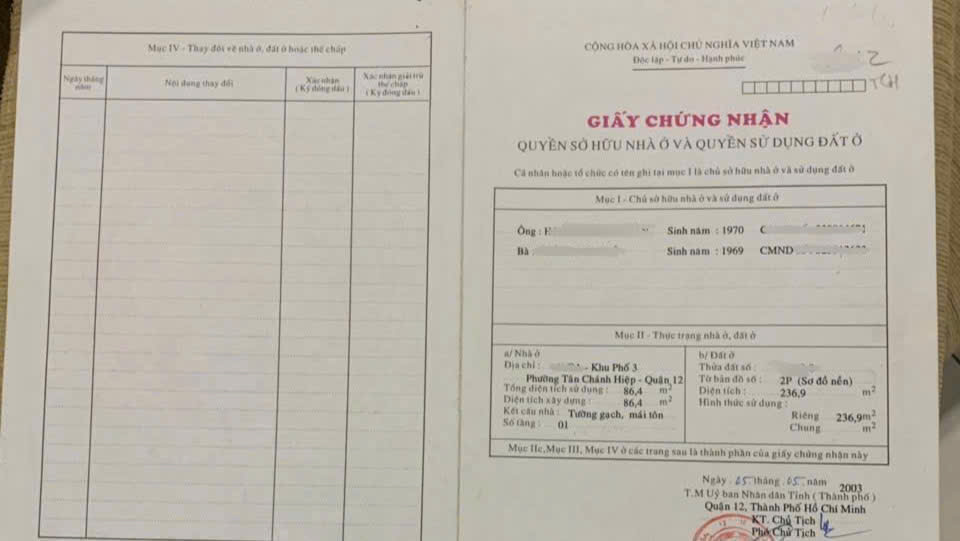 Mục IV - Thay đổi về nhà ở, đất ở hoặc thế chấp
Ngày tháng năm
Nội dung thay đổi
Xác nhận
( Ký đóng dấu )
Xác nhận giải trừ thế chấp
( Ký đóng dấu )
CỘNG HÒA XÃ HỘI CHỦ NGHĨA VIỆT NAM
Độc lập - Tự do - Hạnh phúc
2
TCH
GIẤY CHỨNG NHẬN
QUYỀN SỞ HỮU NHÀ Ở VÀ QUYỀN SỬ DỤNG ĐẤT Ở
Cá nhân hoặc tổ chức có tên ghi tại mục 1 là chủ sở hữu nhà ở và sử dụng đất ở
Mục I - Chủ sở hữu nhà ở và sử dụng đất ở
Ông : Sinh năm : 1970
Bà Sinh năm : 1969 CMND
Mục II - Thực trạng nhà ở, đất ở
a/ Nhà ở
Địa chỉ : - Khu Phố 3
Phường Tân Chánh Hiệp - Quận 12
Tổng diện tích sử dụng : 86,4 m2
Diện tích xây dựng : 86,4 m2
Kết cấu nhà : Tường gạch, mái tôn
Số tầng : 01
b/ Đất ở
Thửa đất số :
Tờ bản đồ số : 2P (Sơ đồ nền)
Diện tích : 236,9 m2
Hình thức sử dụng :
Riêng 236,9m2
Chung m2
Mục IIc,Mục III, Mục IV ở các trang sau là thành phần của giấy chứng nhận này
Ngày . 05 tháng . 05 . năm 2003
T.M Uỷ ban Nhân dân Tỉnh ( Thành phố )
Quận 12, Thành Phố Hồ Chí Minh
KT. Chủ Tịch
Phó Chủ Tịch